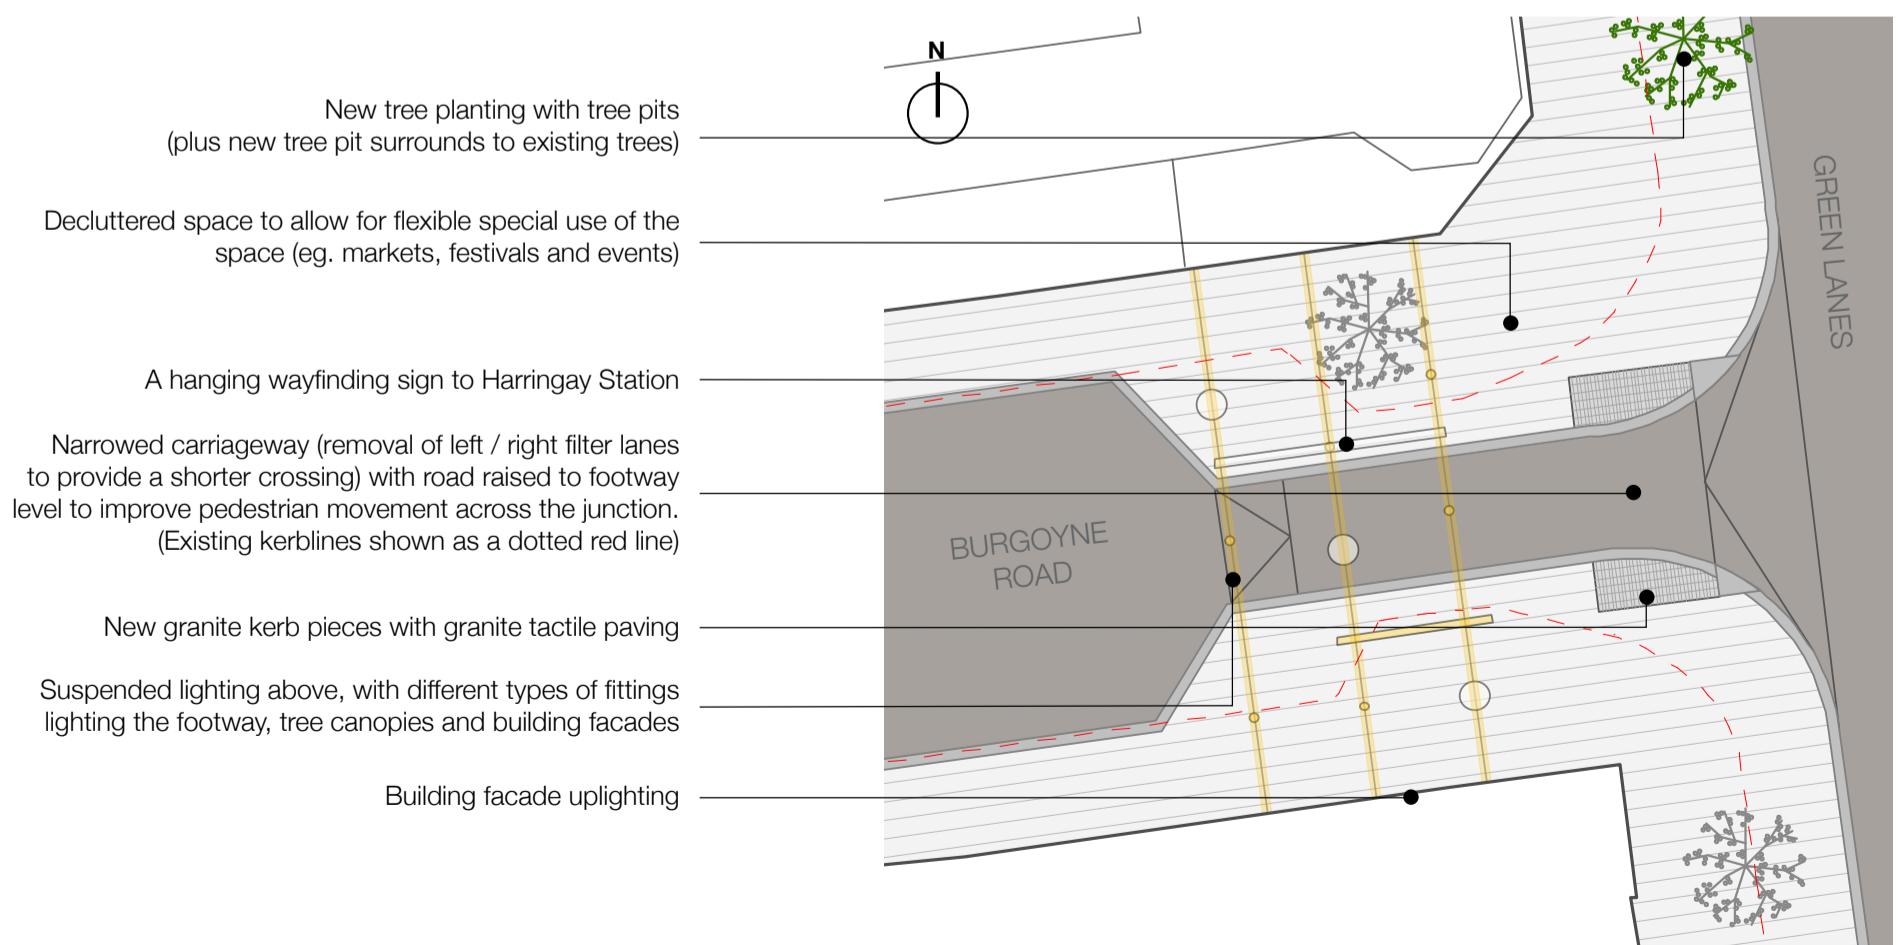 N
New tree planting with tree pits
(plus new tree pit surrounds to existing trees)
Decluttered space to allow for flexible special use of the
space (eg. markets, festivals and events)
A hanging wayfinding sign to Harringay Station
Narrowed carriageway (removal of left / right filter lanes
to provide a shorter crossing) with road raised to footway
level to improve pedestrian movement across the junction.
(Existing kerblines shown as a dotted red line)
New granite kerb pieces with granite tactile paving
Suspended lighting above, with different types of fittings
lighting the footway, tree canopies and building facades
Building facade uplighting
BURGOYNE
ROAD
GREEN LANES